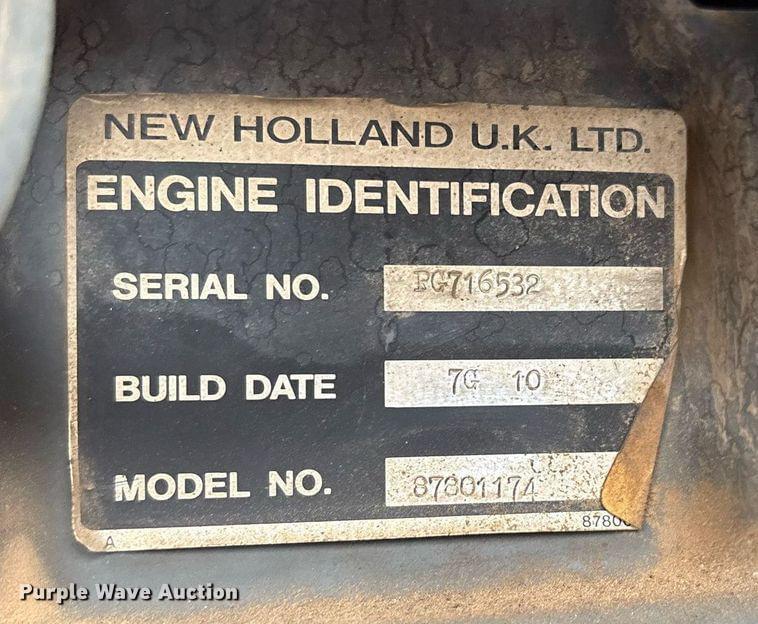 NEW HOLLAND U.K. LTD.
ENGINE IDENTIFICATION
SERIAL NO. PG716532
BUILD DATE 7G 10
MODEL NO. 87801174
A
Purple Wave Auction